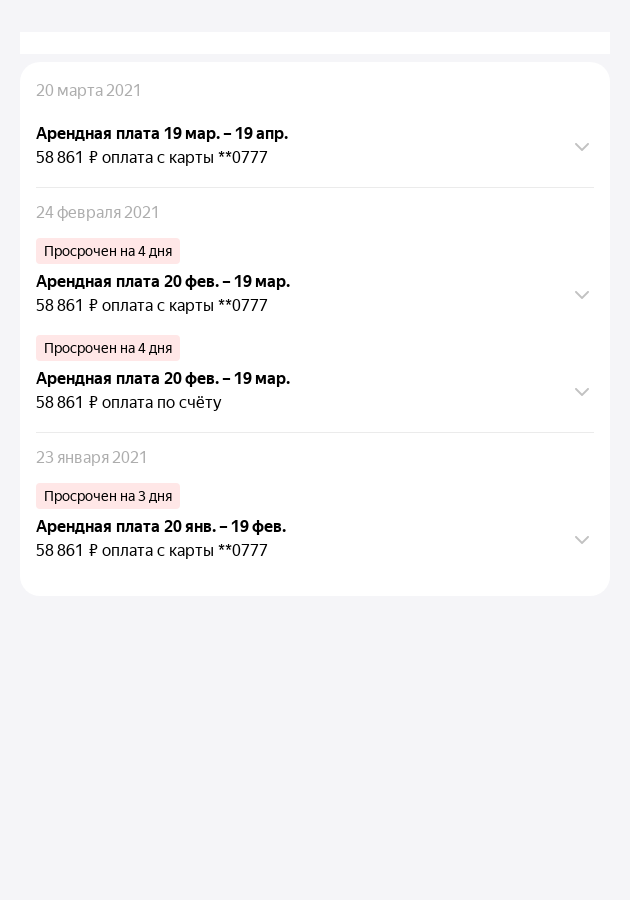 20 марта 2021
Арендная плата 19 мар. – 19 апр.
58 861 ₽ оплата с карты **0777
24 февраля 2021
Просрочен на 4 дня
Арендная плата 20 фев. – 19 мар.
58 861 ₽ оплата с карты **0777
Просрочен на 4 дня
Арендная плата 20 фев. – 19 мар.
58 861 ₽ оплата по счёту
23 января 2021
Просрочен на 3 дня
Арендная плата 20 янв. – 19 фев.
58 861 ₽ оплата с карты **0777